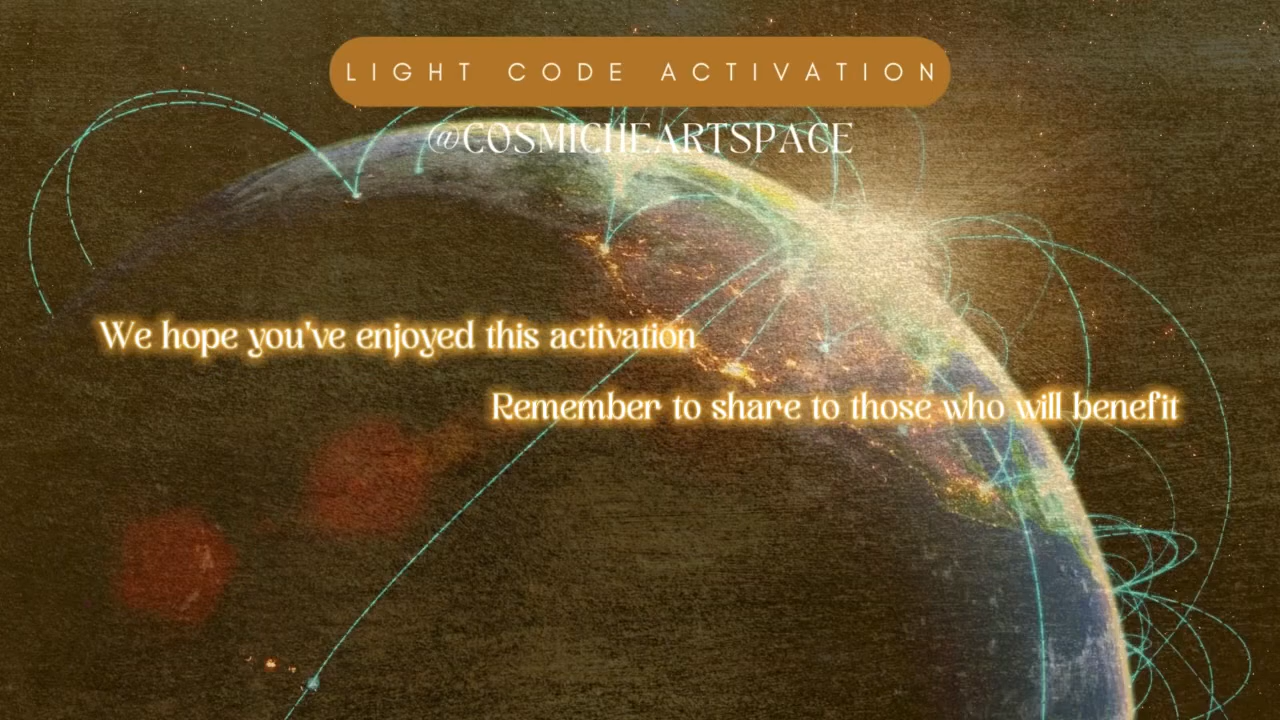 LIGHT CODE ACTIVATION
@COSMICHEARTSPACE
We hope you've enjoyed this activation
Remember to share to those who will benefit